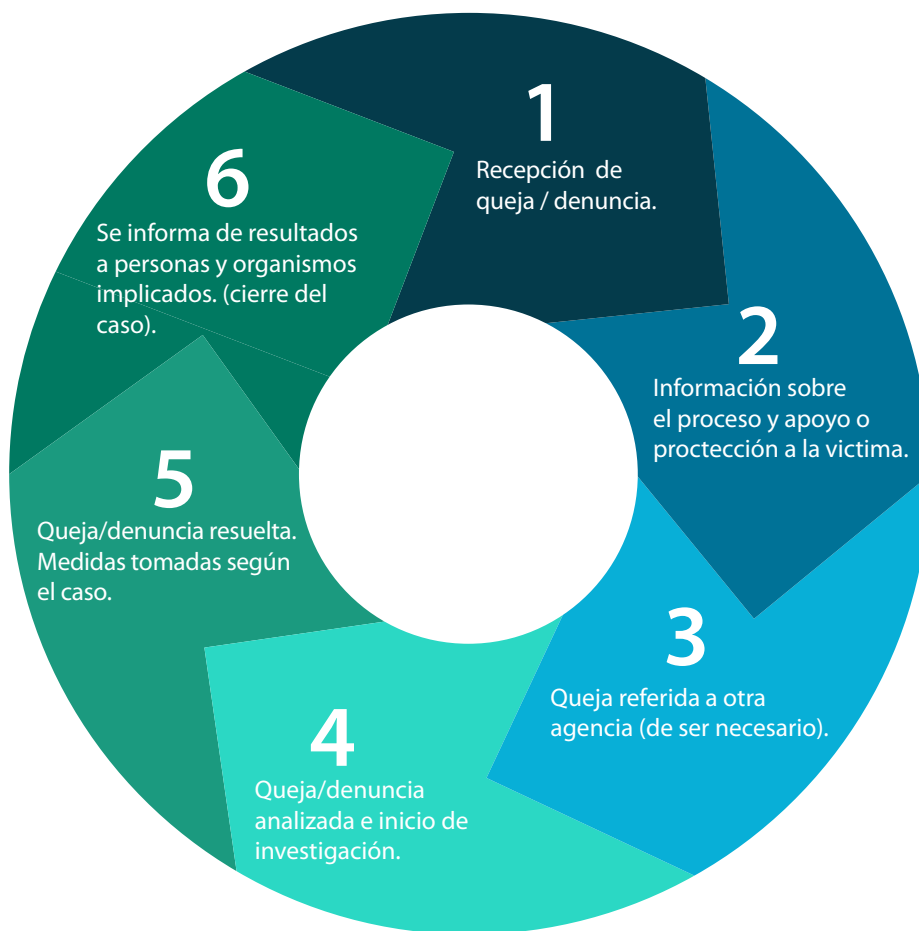 1
Recepción de
queja / denuncia.
2
Información sobre
el proceso y apoyo o
proctección a la victima.
3
Queja referida a otra
agencia (de ser necesario).
4
Queja/denuncia
analizada e inicio de
investigación.
5
Queja/denuncia resuelta.
Medidas tomadas según
el caso.
6
Se informa de resultados
a personas y organismos
implicados. (cierre del
caso).